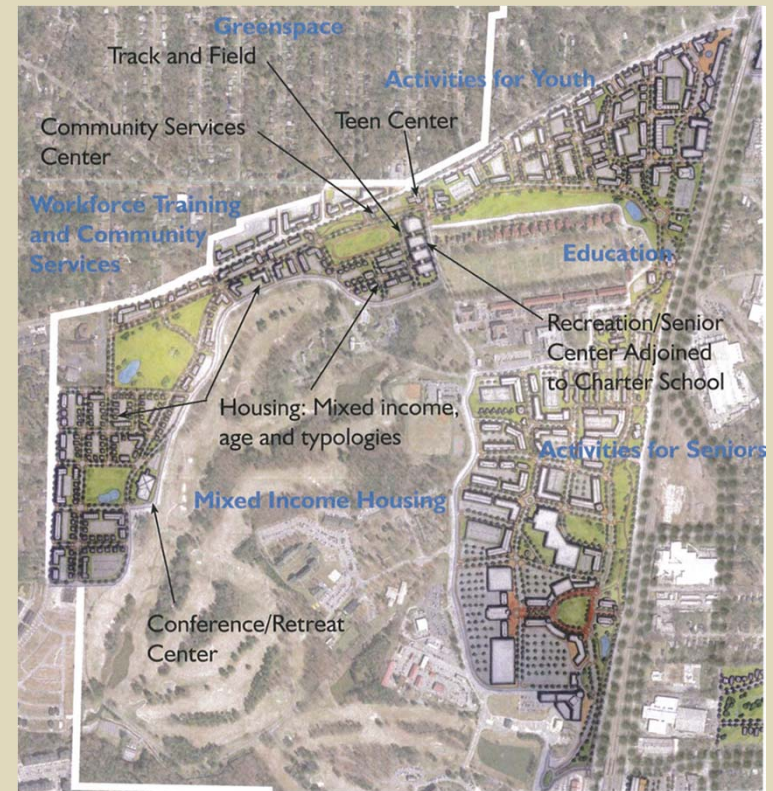 Greenspace
Track and Field
Activities for Youth
Community Services
Center
Teen Center
Workforce Training
and Community
Services
Education
Recreation/Senior
Center Adjoined
to Charter School
Housing: Mixed income,
age and typologies
Activities for Seniors
Mixed Income Housing
Conference/Retreat
Center